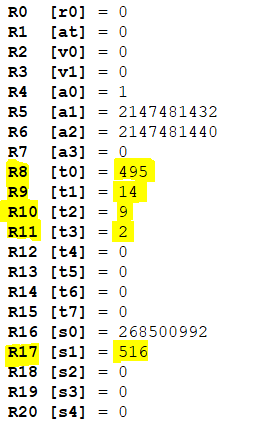 R0 [r0] = 0
R1 [at] = 0
R2 [v0] = 0
R3 [v1] = 0
R4 [a0] = 1
R5 [a1] = 2147481432
R6 [a2] = 2147481440
R7 [a3] = 0
R8 [t0] = 495
R9 [t1] = 14
R10 [t2] = 9
R11 [t3] = 2
R12 [t4] = 0
R13 [t5] = 0
R14 [t6] = 0
R15 [t7] = 0
R16 [s0] = 268500992
R17 [s1] = 516
R18 [s2] = 0
R19 [s3] = 0
R20 [s4] = 0